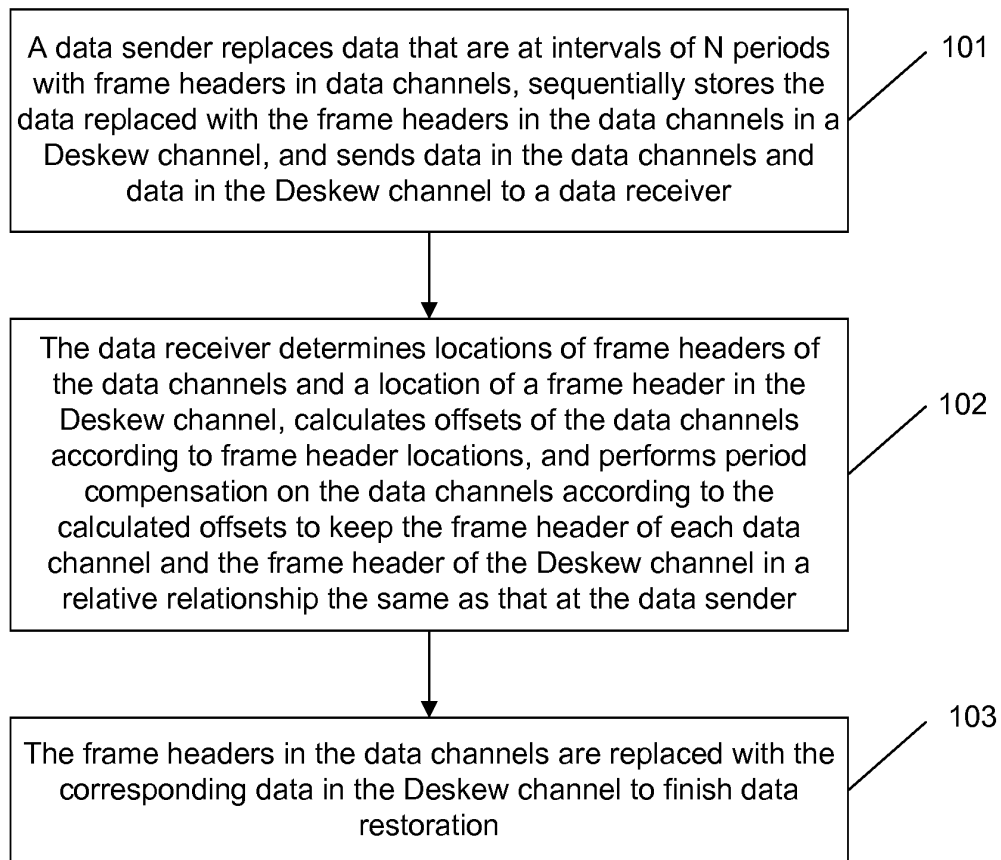 A data sender replaces data that are at intervals of N periods
with frame headers in data channels, sequentially stores the
data replaced with the frame headers in the data channels in a
Deskew channel, and sends data in the data channels and
data in the Deskew channel to a data receiver
101
The data receiver determines locations of frame headers of
the data channels and a location of a frame header in the
Deskew channel, calculates offsets of the data channels
according to frame header locations, and performs period
compensation on the data channels according to the
calculated offsets to keep the frame header of each data
channel and the frame header of the Deskew channel in a
relative relationship the same as that at the data sender
102
The frame headers in the data channels are replaced with the
corresponding data in the Deskew channel to finish data
restoration
103